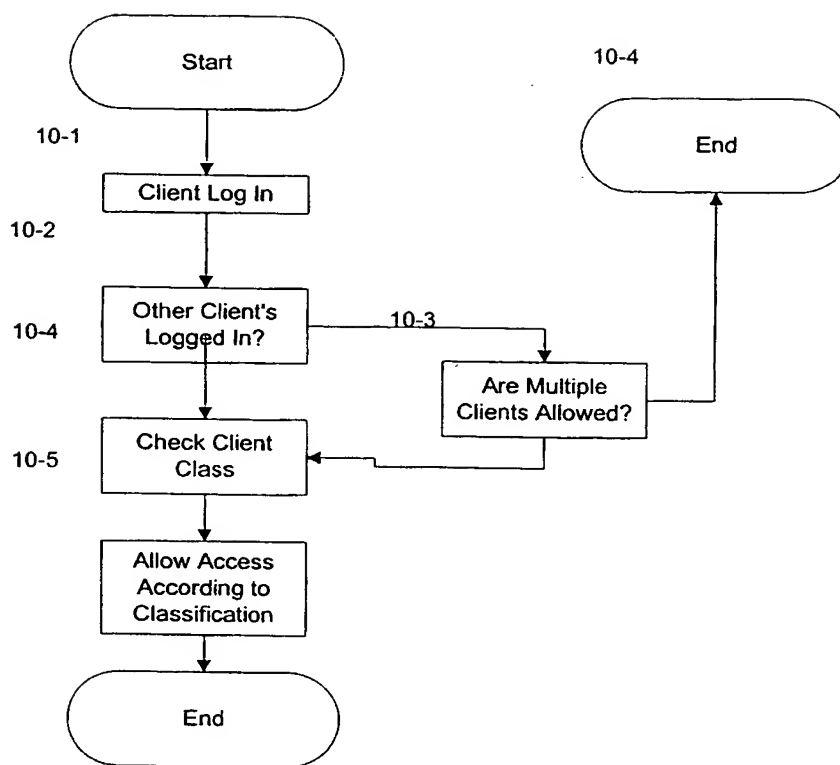 Start
10-4
End
10-1
Client Log In
10-2
Other Client's
Logged In?
10-4
10-3
Are Multiple
Clients Allowed?
Check Client
Class
10-5
Allow Access
According to
Classification
End